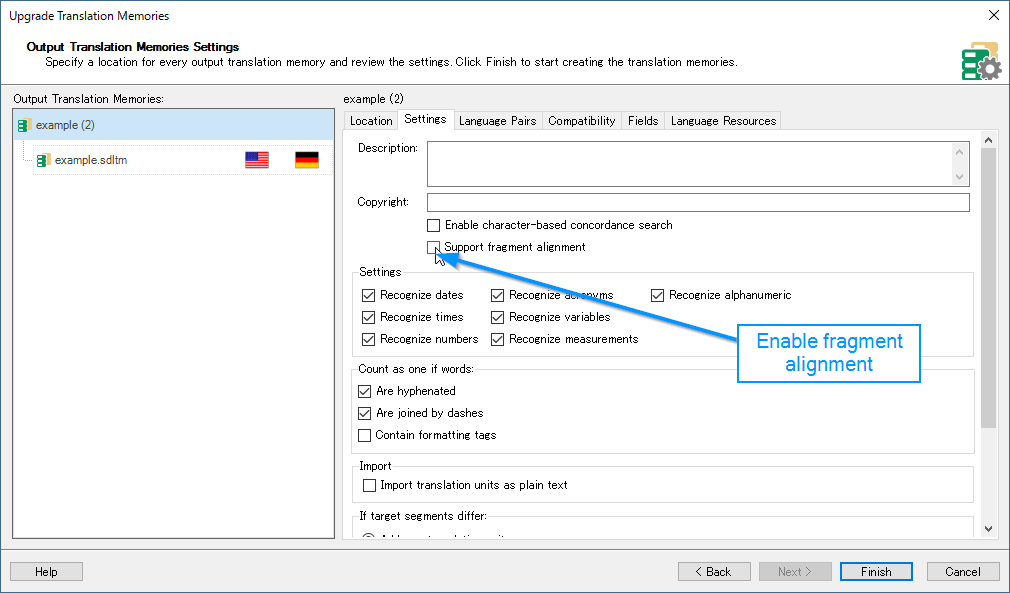 Upgrade Translation Memories
Output Translation Memories Settings
Specify a location for every output translation memory and review the settings. Click Finish to start creating the translation memories.
Output Translation Memories:
example (2)
example (2)
example.sdltm
Location Settings Language Pairs Compatibility Fields Language Resources
Description:
Copyright:
Enable character-based concordance search
Support fragment alignment
Settings
Recognize dates Recognize acronyms Recognize alphanumeric
Recognize times Recognize variables
Recognize numbers Recognize measurements
Enable fragment
alignment
Count as one if words:
Are hyphenated
Are joined by dashes
Contain formatting tags
Import
Import translation units as plain text
If target segments differ:
Help < Back Next > Finish Cancel